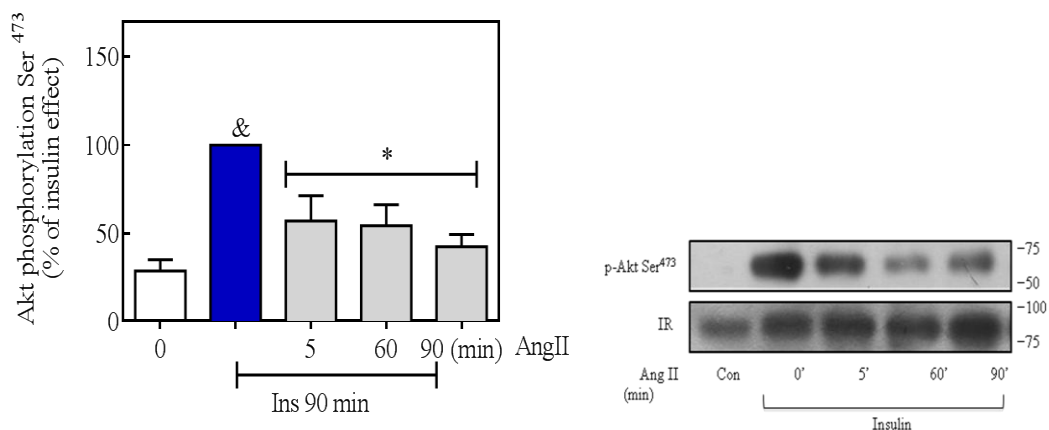 Akt phosphorylation Ser 473
(% of insulin effect)
150
100
50
0
&
*
0 5 60 90 (min) AngII
Ins 90 min
p-Akt Ser473
−75
−50
IR
−100
−75
Ang II
(min)
Con 0' 5' 60' 90'
Insulin